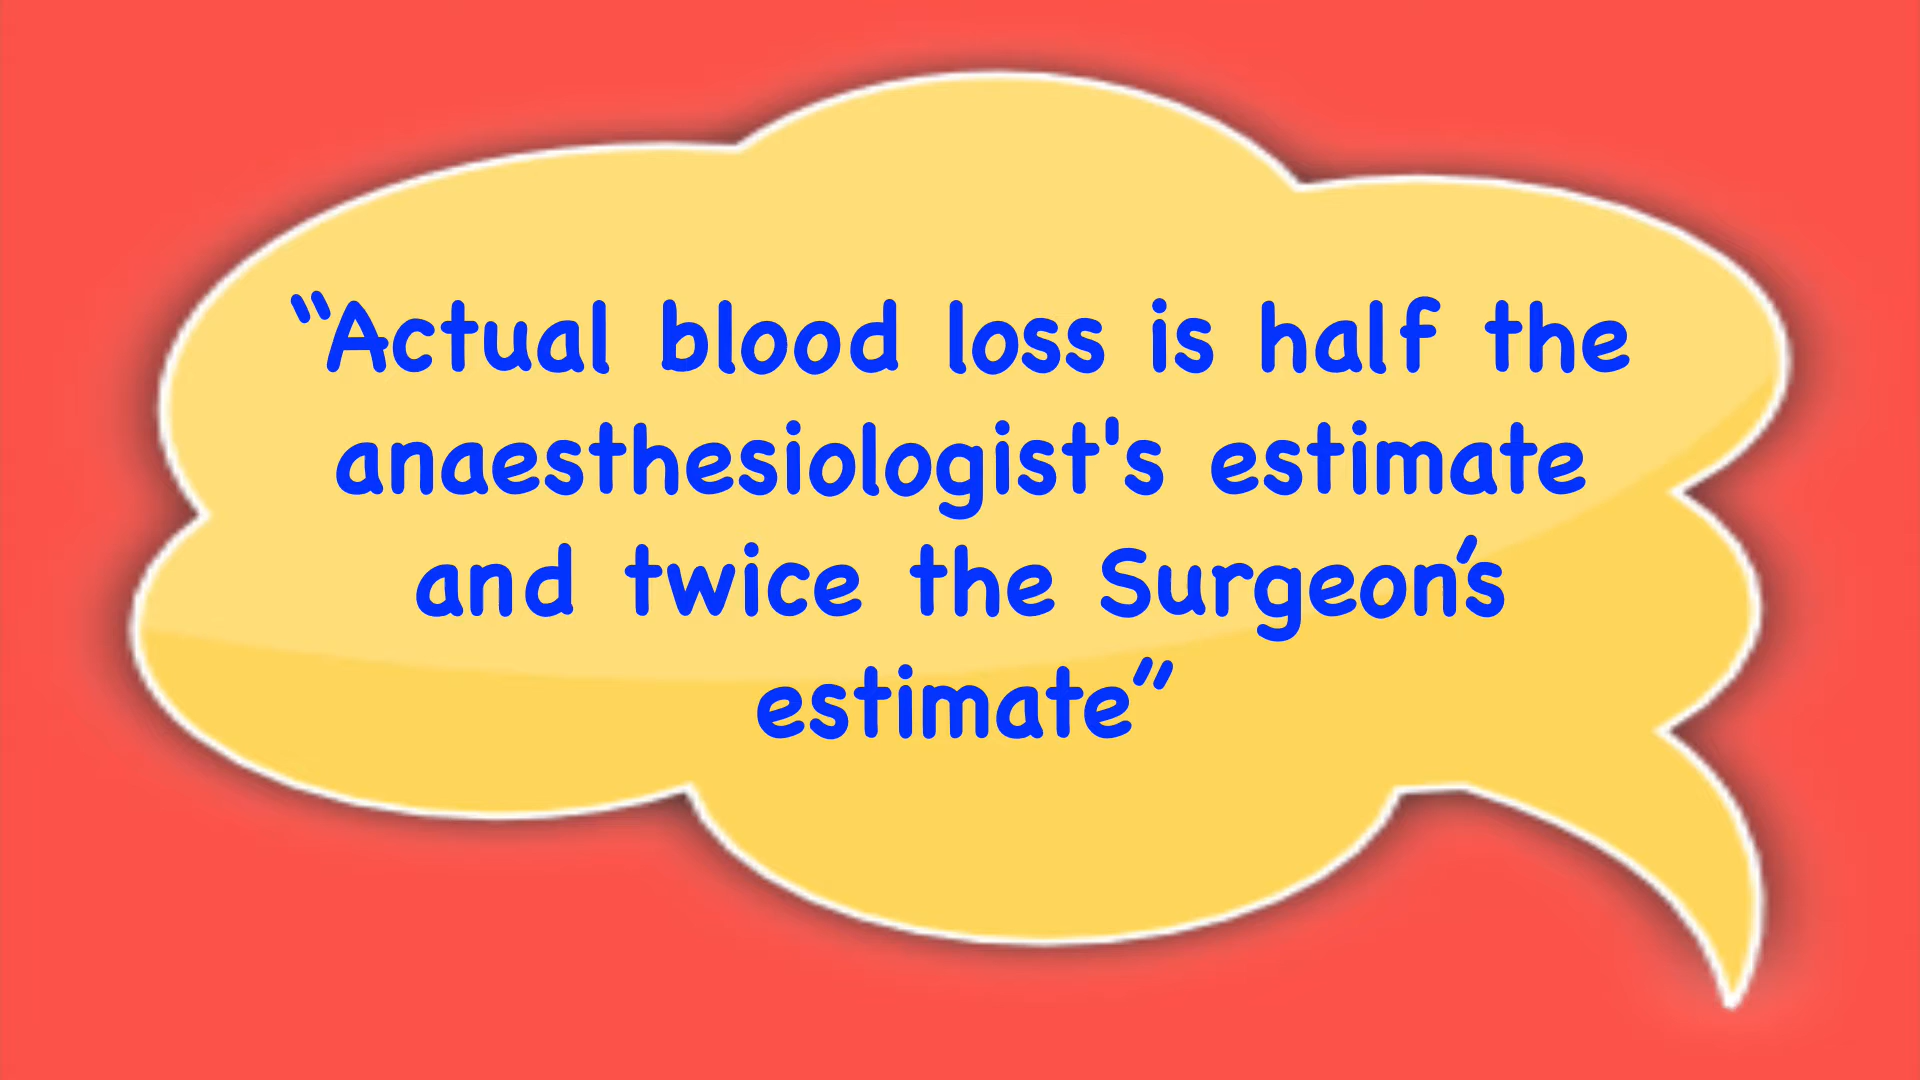 “Actual blood loss is half the
anaesthesiologist's estimate
and twice the Surgeon’s
estimate”